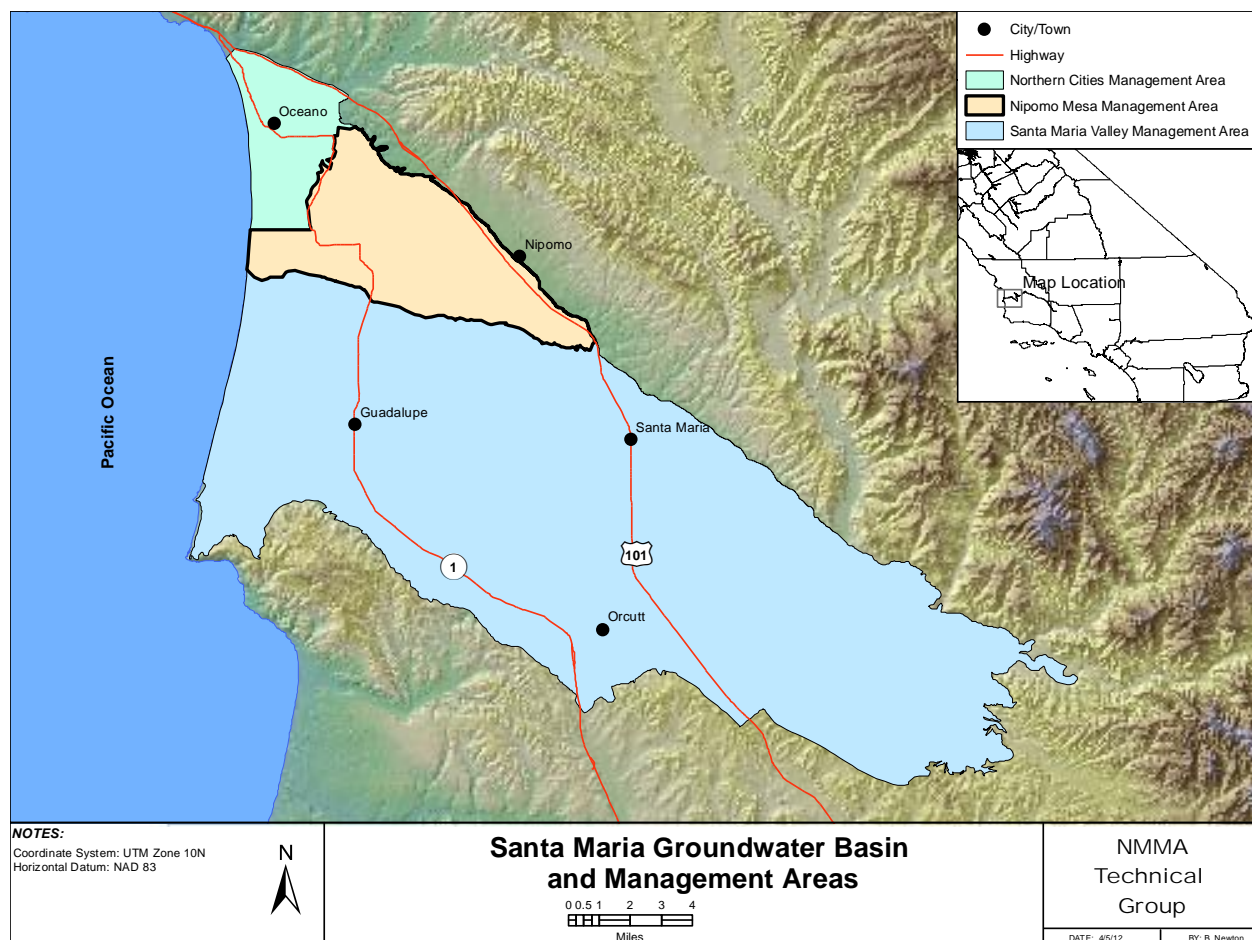 City/Town
Highway
Northern Cities Management Area
Nipomo Mesa Management Area
Santa Maria Valley Management Area
Oceano
Nipomo
Map Location
Pacific Ocean
Guadalupe
Santa Maria
1
101
Orcutt
NOTES:
Coordinate System: UTM Zone 10N
Horizontal Datum: NAD 83
N
Santa Maria Groundwater Basin
and Management Areas
0 0.5 1 2 3 4
Miles
NMMA
Technical
Group
DATE: 4/5/12 BY: B. Newton